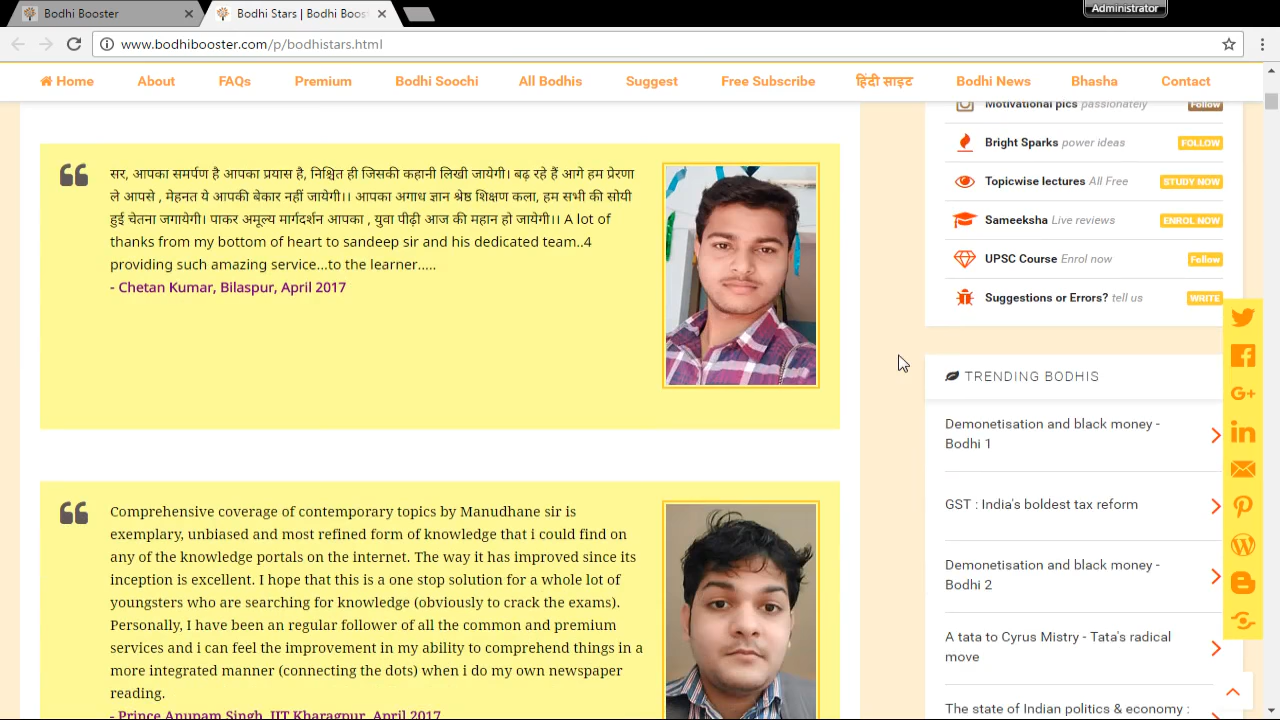 Bodhi Booster
Bodhi Stars | Bodhi Boos
Administrator
www.bodhibooster.com/p/bodhistars.html
Home About FAQs Premium Bodhi Soochi All Bodhis Suggest Free Subscribe हिंदी साइट Bodhi News Bhasha Contact
सर, आपका समर्पण है आपका प्रयास है, निश्चित ही जिसकी कहानी लिखी जायेगी। बढ़ रहे हैं आगे हम प्रेरणा
ले आपसे , मेहनत ये आपकी बेकार नहीं जायेगी।। आपका अगाध ज्ञान श्रेष्ठ शिक्षण कला, हम सभी की सोयी
हुई चेतना जगायेगी। पाकर अमूल्य मार्गदर्शन आपका , युवा पीढ़ी आज की महान हो जायेगी।। A lot of
thanks from my bottom of heart to sandeep sir and his dedicated team..4
providing such amazing service...to the learner.....
- Chetan Kumar, Bilaspur, April 2017
Comprehensive coverage of contemporary topics by Manudhane sir is
exemplary, unbiased and most refined form of knowledge that i could find on
any of the knowledge portals on the internet. The way it has improved since its
inception is excellent. I hope that this is a one stop solution for a whole lot of
youngsters who are searching for knowledge (obviously to crack the exams).
Personally, I have been an regular follower of all the common and premium
services and i can feel the improvement in my ability to comprehend things in a
more integrated manner (connecting the dots) when i do my own newspaper
reading.
- Prince Anupam Singh, IIT Kharagpur, April 2017
Motivational pics passionately Follow
Bright Sparks power ideas FOLLOW
Topicwise lectures All Free STUDY NOW
Sameeksha Live reviews ENROL NOW
UPSC Course Enrol now Follow
Suggestions or Errors? tell us WRITE
TRENDING BODHIS
Demonetisation and black money -
Bodhi 1
GST : India's boldest tax reform
Demonetisation and black money -
Bodhi 2
A tata to Cyrus Mistry - Tata's radical
move
The state of Indian politics & economy :